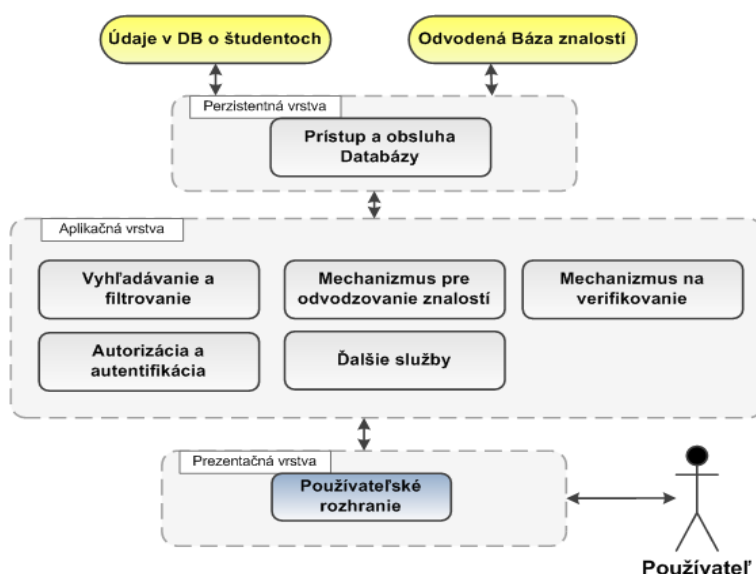 Údaje v DB o študentoch
Odvodená Báza znalostí
Perzistentná vrstva
Prístup a obsluha
Databázy
Aplikačná vrstva
Vyhľadávanie a
filtrovanie
Mechanizmus pre
odvodzovanie znalostí
Mechanizmus na
verifikovanie
Autorizácia a
autentifikácia
Ďalšie služby
Prezentačná vrstva
Používateľské
rozhranie
Používateľ